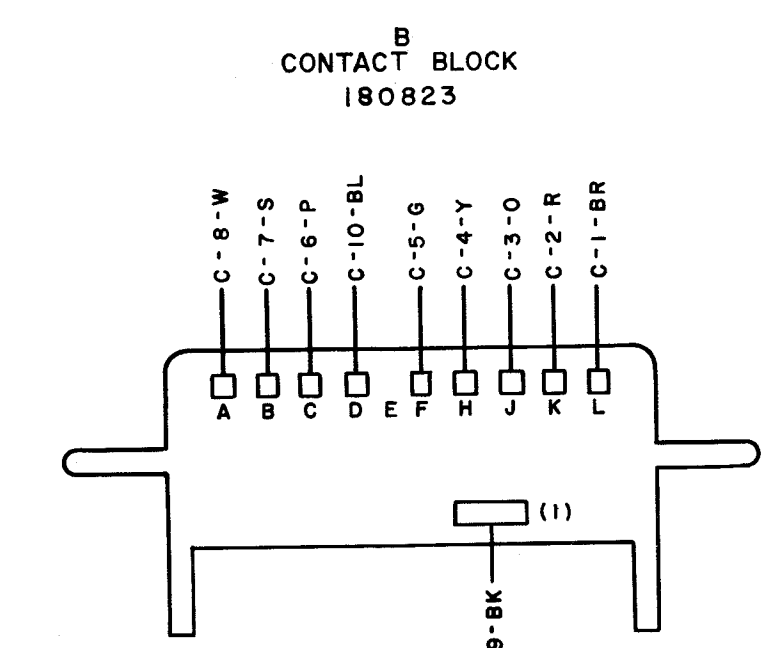 B
CONTACT BLOCK
180823
C-8-W
C-7-S
C-6-P
C-10-BL
C-5-G
C-4-Y
C-3-O
C-2-R
C-1-BR
A B C D E F H J K L
(1)
9-BK